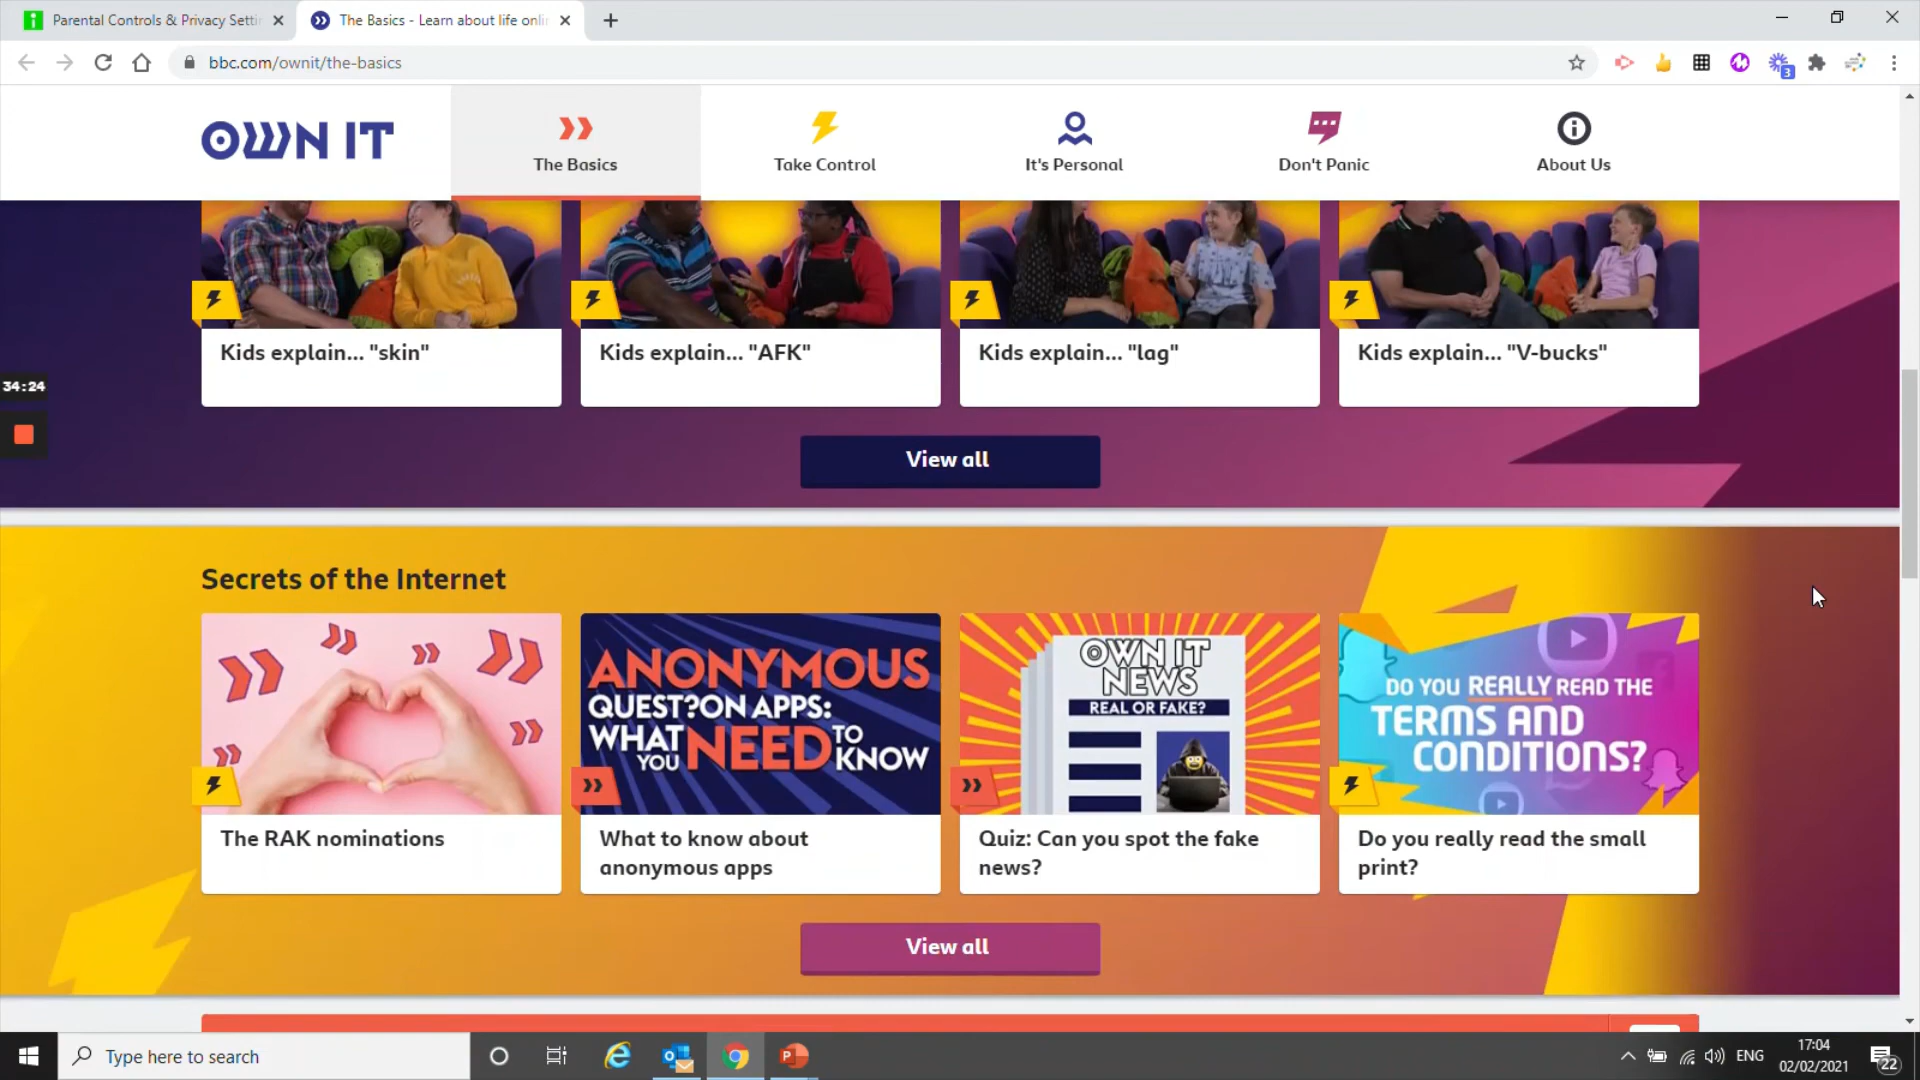 Parental Controls & Privacy Setti
The Basics - Learn about life onli
bbc.com/ownit/the-basics
3
OWN IT
The Basics
Take Control
It's Personal
Don't Panic
About Us
34:24
Kids explain... "skin"
Kids explain... "AFK"
Kids explain... "lag"
Kids explain... "V-bucks"
View all
Secrets of the Internet
ANONYMOUS
QUEST?ON APPS:
WHAT YOU NEED TO KNOW
OWN IT
NEWS
REAL OR FAKE?
DO YOU REALLY READ THE
TERMS AND
CONDITIONS?
The RAK nominations
What to know about
anonymous apps
Quiz: Can you spot the fake
news?
Do you really read the small
print?
View all
Type here to search
ENG
17:04
02/02/2021
22